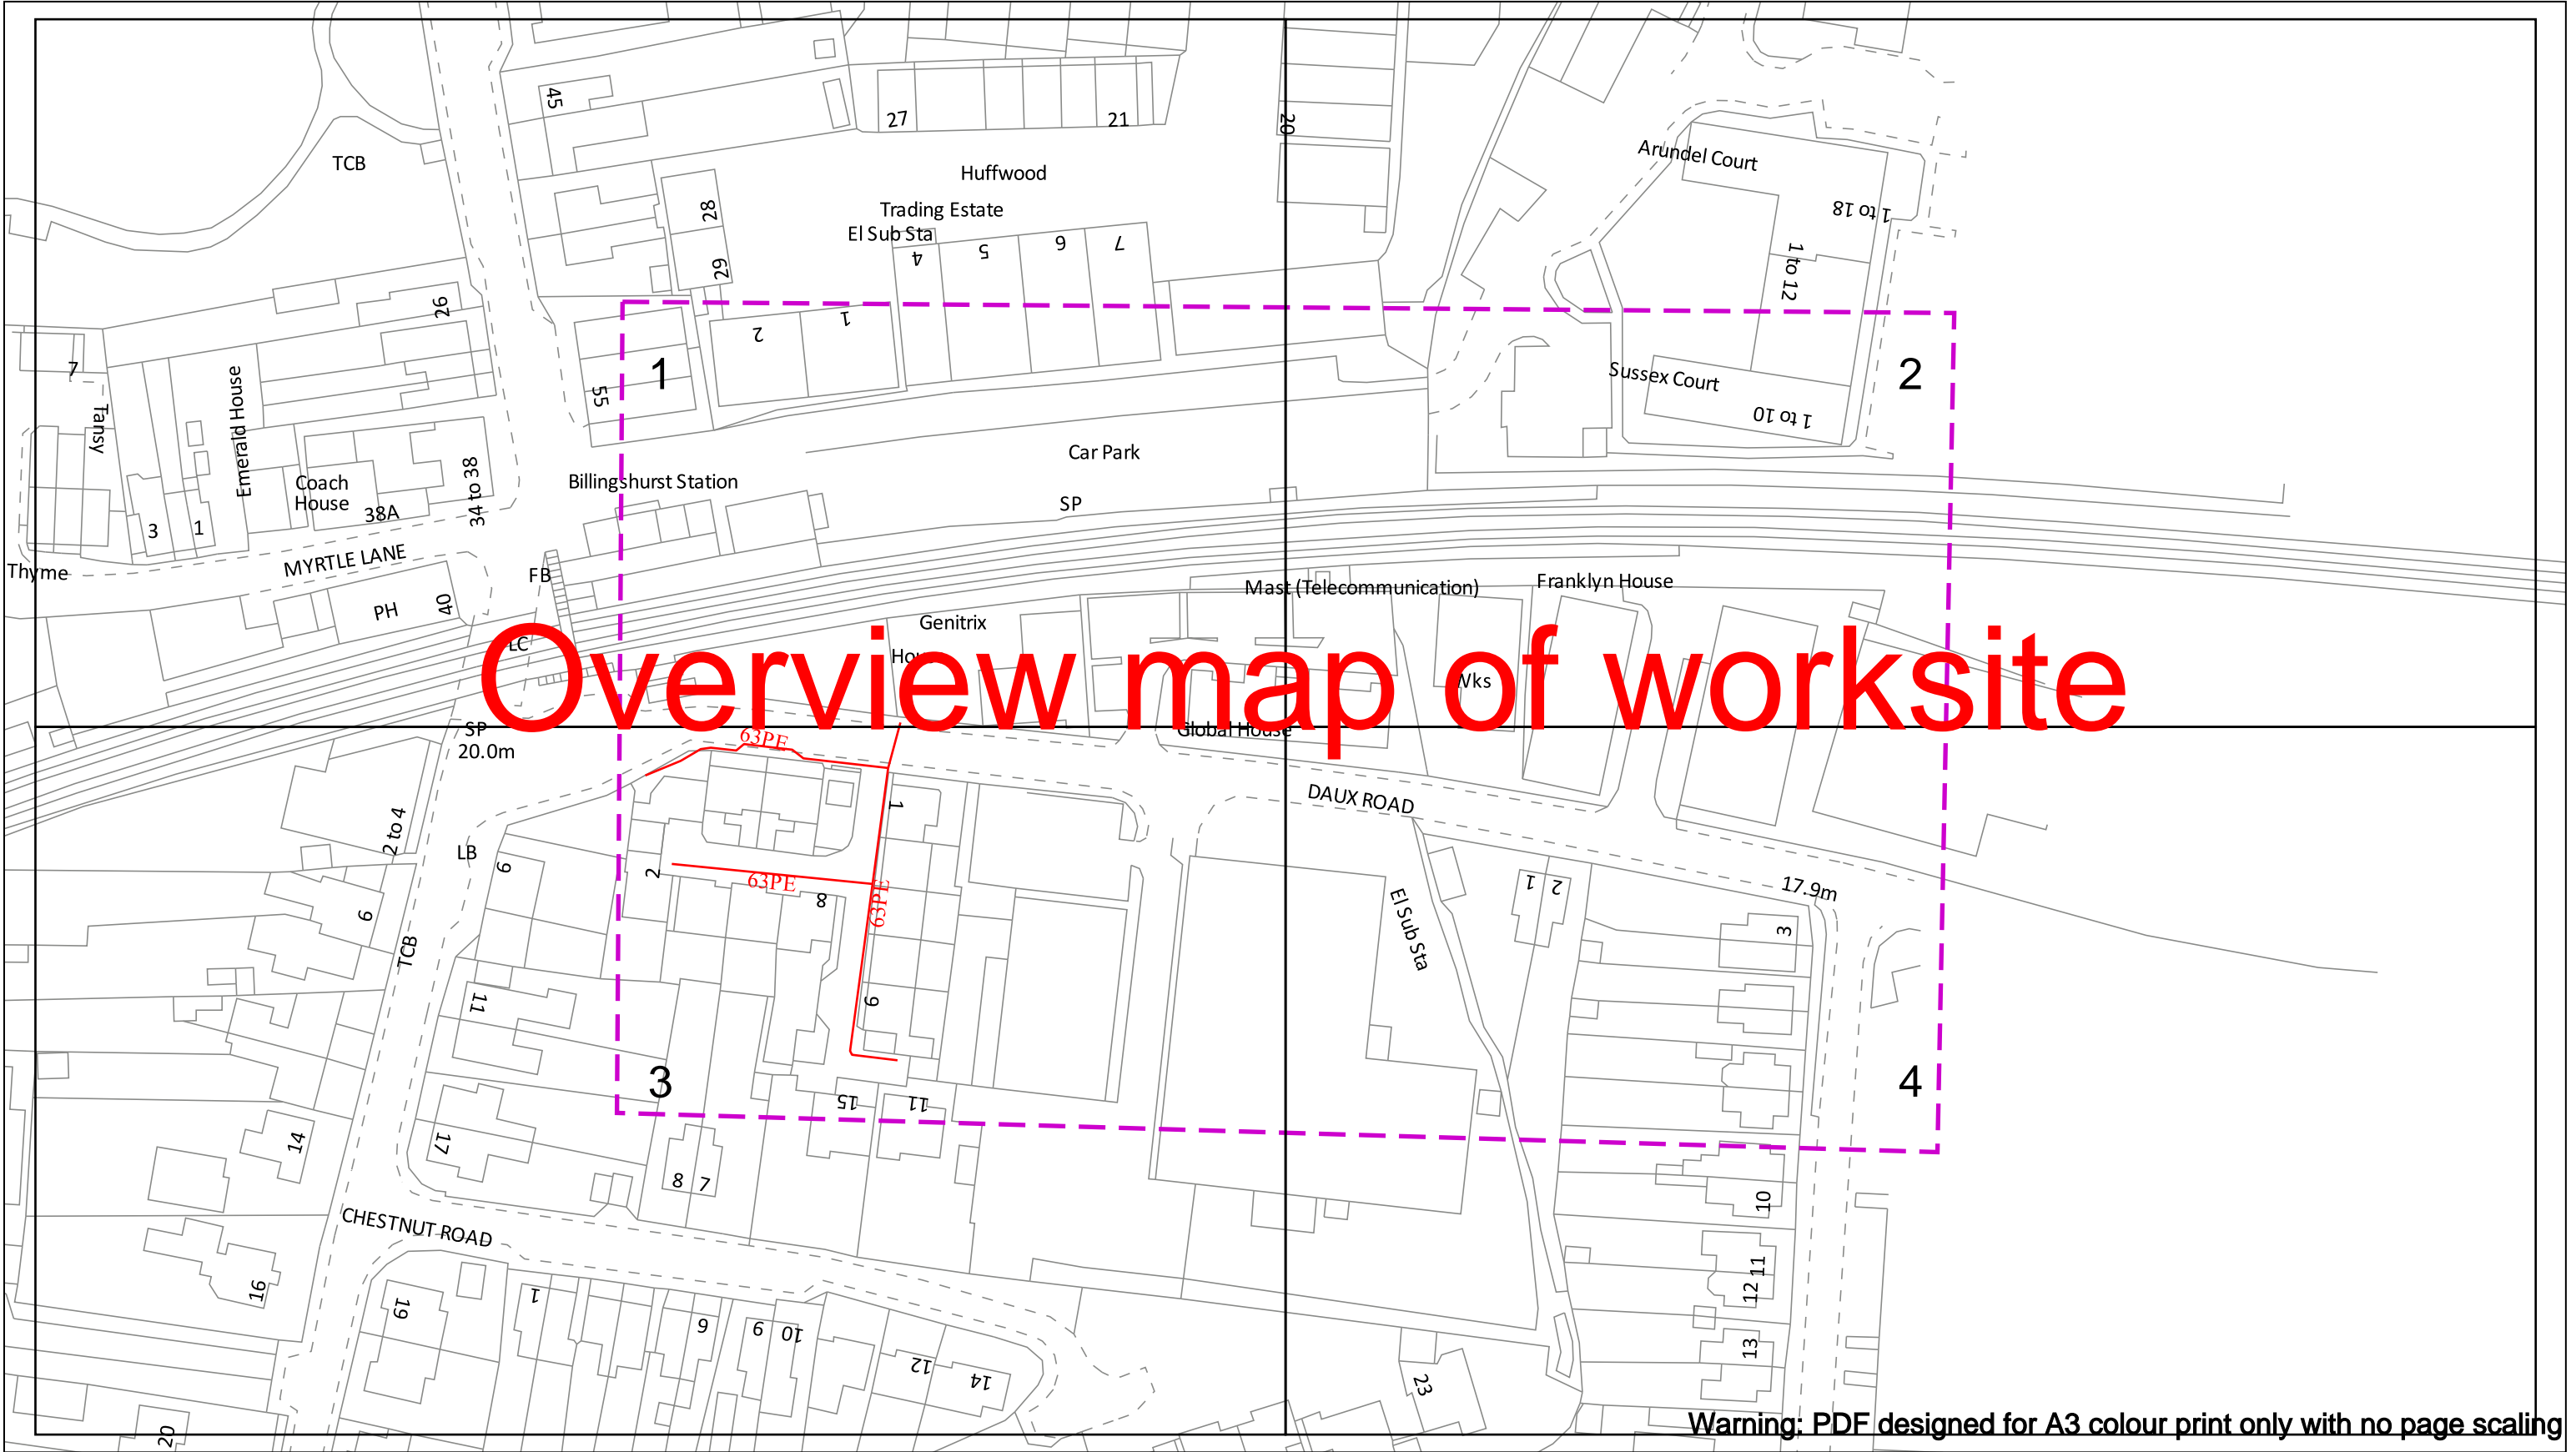 45
27
21
20
TCB
Huffwood
Arundel Court
28
Trading Estate
1 to 18
El Sub Sta
4
5
6
7
29
1 to 12
26
2
1
7
1
2
55
Sussex Court
1 to 10
Tansy
Emerald House
Car Park
Billingshurst Station
Coach
House
34 to 38
38A
SP
3
1
MYRTLE LANE
Thyme
FB
Mast (Telecommunication)
Franklyn House
PH
40
Genitrix
LC
House
Overview map of worksite
Wks
SP
20.0m
63PE
Global House
1
DAUX ROAD
2 to 4
LB
9
2
63PE
8
63PE
El Sub Sta
1
2
17.9m
6
TCB
3
11
9
3
4
15
11
14
17
8
7
10
CHESTNUT ROAD
16
19
1
6
9
10
12
14
11
12
13
23
20
Warning: PDF designed for A3 colour print only with no page scaling